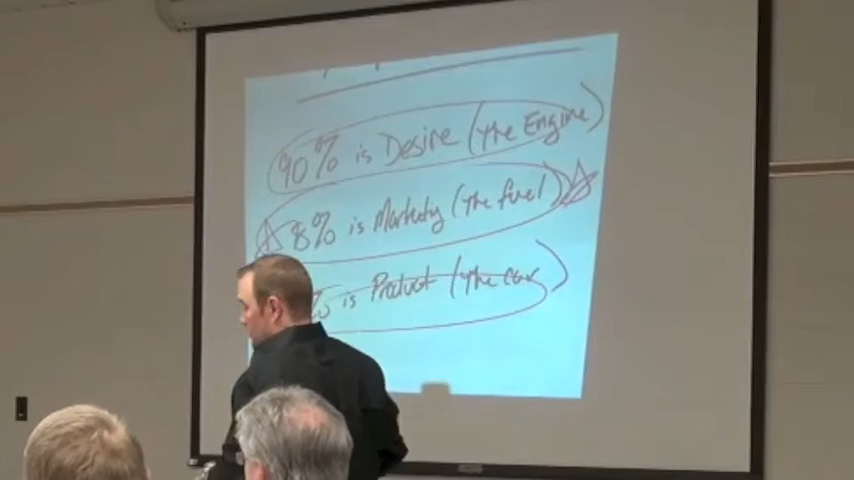 90% is Desire (The Engine)
8% is Marketing (The fuel)
% is Product (The car)